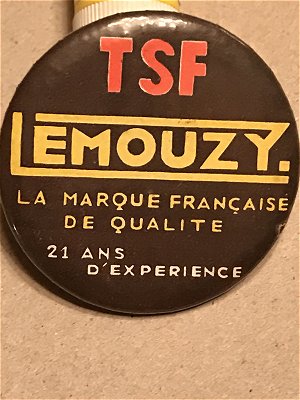 TSF
LEMOUZY.
LA MARQUE FRANÇAISE
DE QUALITE
21 ANS
D'EXPERIENCE